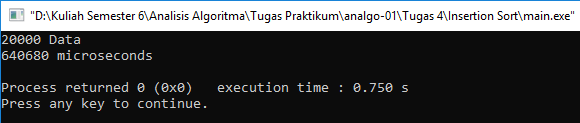 "D:\Kuliah Semester 6\Analisis Algoritma\Tugas Praktikum\analgo-01\Tugas 4\Insertion Sort\main.exe"
20000 Data
640680 microseconds
Process returned 0 (0x0)   execution time : 0.750 s
Press any key to continue.